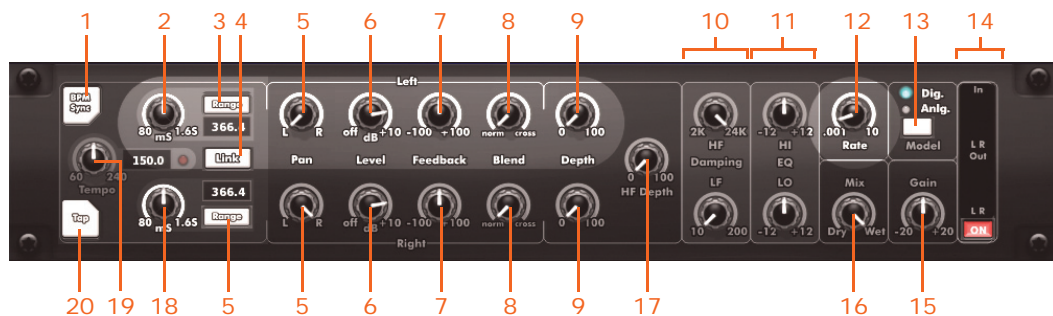 1 2 3 4 5 6 7 8 9 10 11 12 13 14
Left
BPM Sync
Range
366.4
80 mS 1.6S
L R
off dB +10
-100 +100
norm cross
0 100
2K 24K
HF
-12 +12
HI
.001 10
Rate
Dig.
Anlg.
Model
In
150.0
Link
Pan Level Feedback Blend Depth
60 240
Tempo
0 100
HF Depth
Damping
EQ
L R
Out
Tap
366.4
Range
80 mS 1.6S
L R
off dB +10
-100 +100
norm cross
0 100
LF
10 200
LO
-12 +12
Mix
Dry Wet
Gain
-20 +20
L R
ON
Right
20 19 18 5 5 6 7 8 9 17 16 15